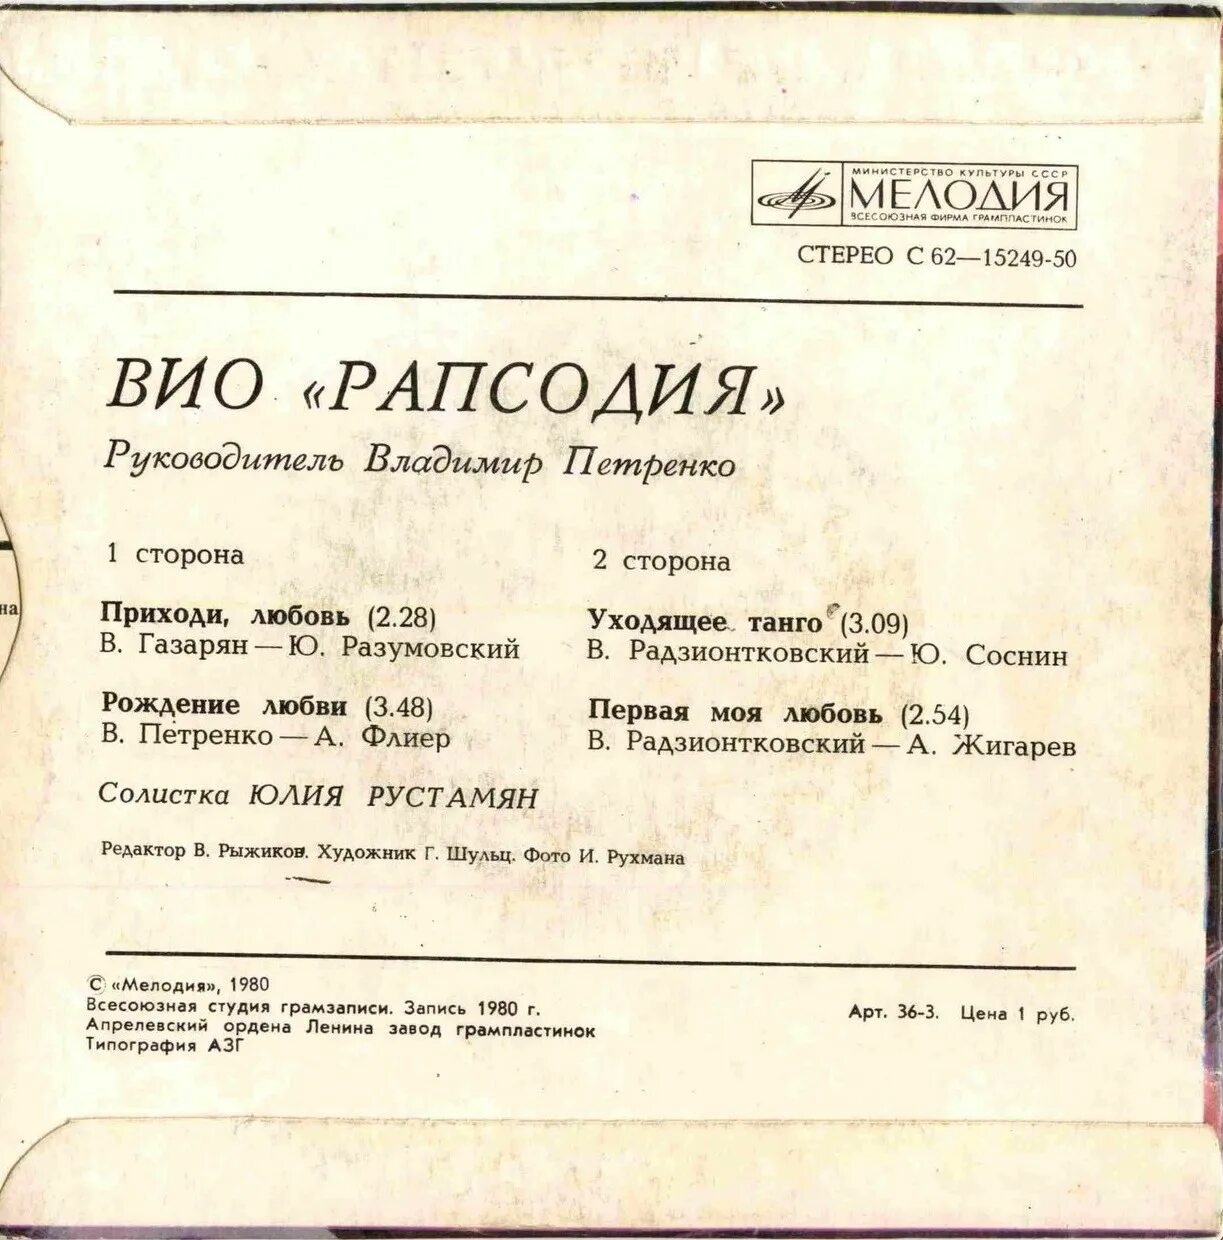 МИНИСТЕРСТВО КУЛЬТУРЫ СССР
МЕЛОДИЯ
ВСЕСОЮЗНАЯ ФИРМА ГРАМПЛАСТИНОК
СТЕРЕО С 62—15249-50
ВИО «РАПСОДИЯ»
Руководитель Владимир Петренко
1 сторона
Приходи, любовь (2.28)
В. Газарян — Ю. Разумовский
Рождение любви (3.48)
В. Петренко — А. Флиер
2 сторона
Уходящее танго (3.09)
В. Радзионтковский — Ю. Соснин
Первая моя любовь (2.54)
В. Радзионтковский — А. Жигарев
Солистка ЮЛИЯ РУСТАМЯН
Редактор В. Рыжиков. Художник Г. Шульц. Фото И. Рухмана
на
© «Мелодия», 1980
Всесоюзная студия грамзаписи. Запись 1980 г.
Апрелевский ордена Ленина завод грампластинок
Типография АЗГ
Арт. 36-3. Цена 1 руб.